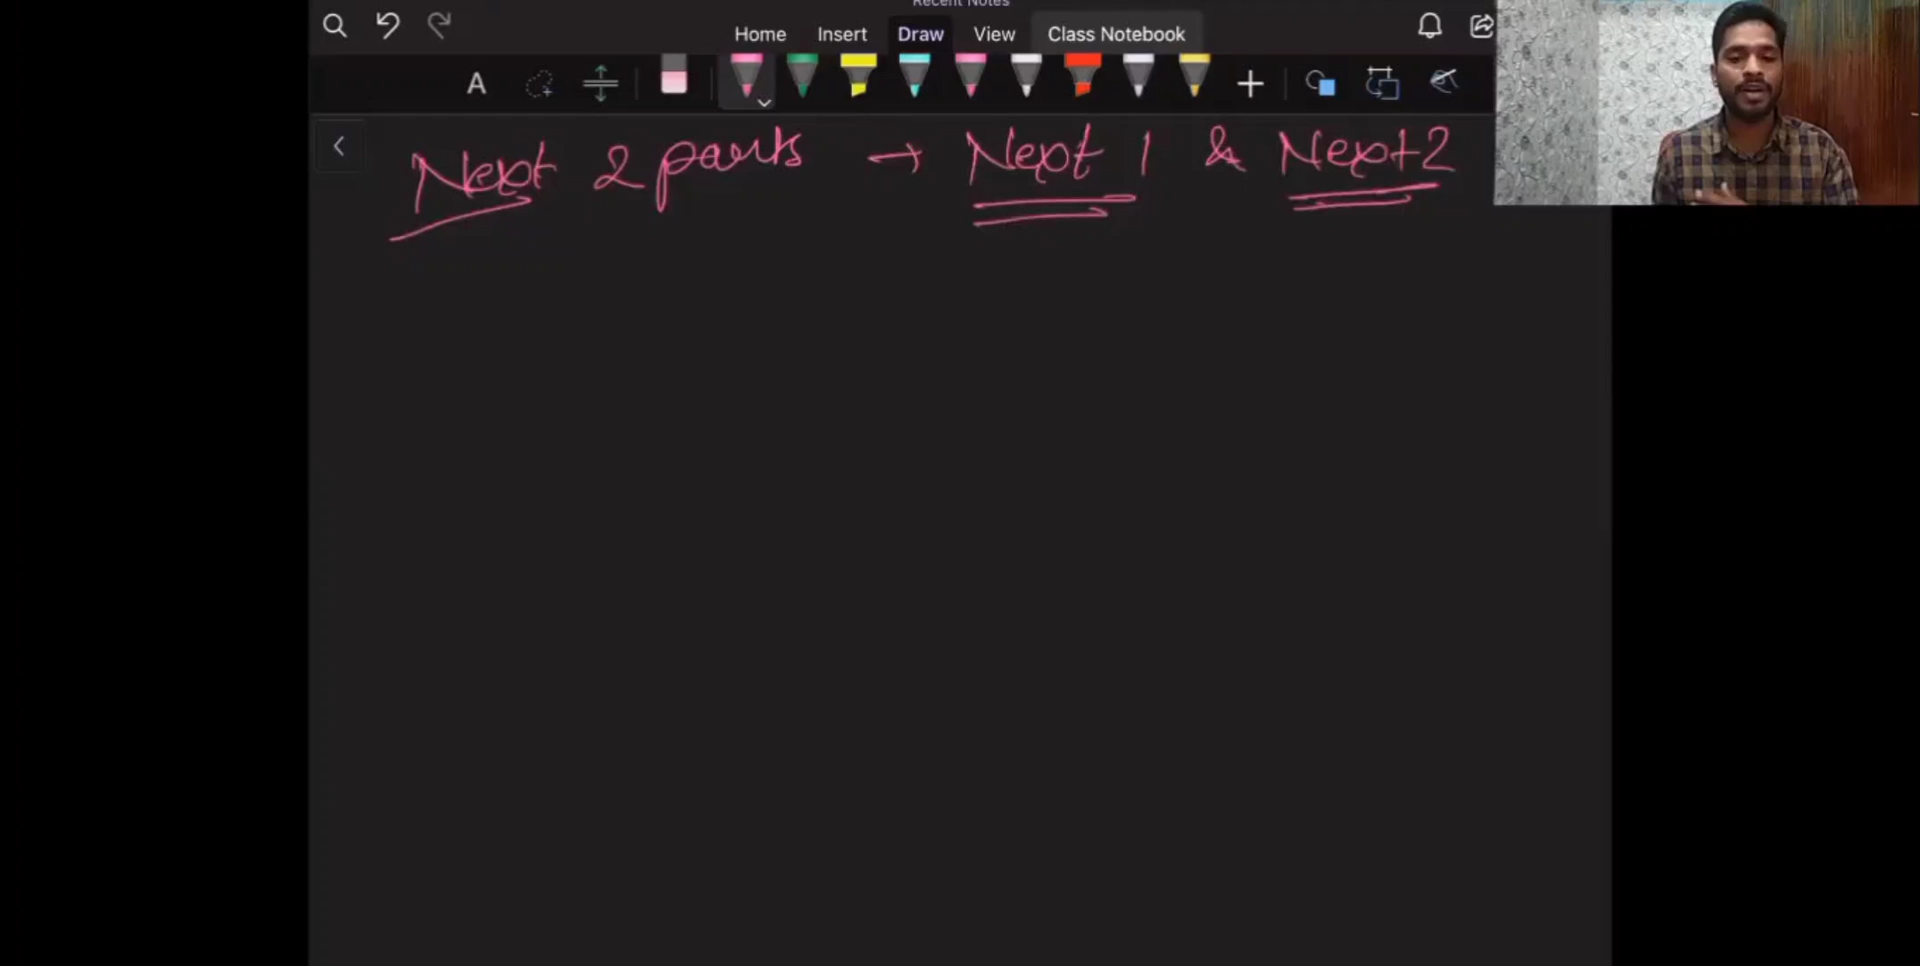 Recent Notes
Home Insert Draw View Class Notebook
A
Next 2 parts → Next 1 & Next 2